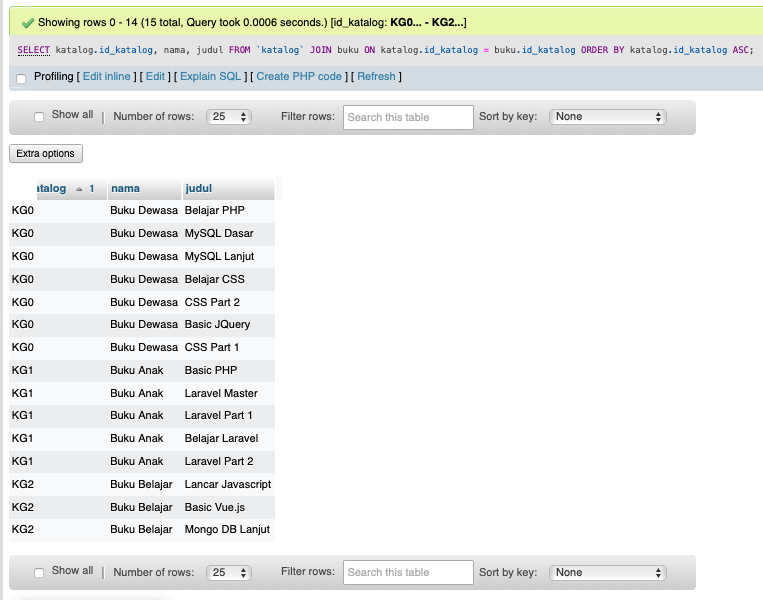 Showing rows 0 - 14 (15 total, Query took 0.0006 seconds.) [id_katalog: KG0... - KG2...]
SELECT katalog.id_katalog, nama, judul FROM `katalog` JOIN buku ON katalog.id_katalog = buku.id_katalog ORDER BY katalog.id_katalog ASC;
Profiling [ Edit inline ] [ Edit ] [ Explain SQL ] [ Create PHP code ] [ Refresh ]
Show all | Number of rows: 25 Filter rows: Search this table Sort by key: None
Extra options
atalog 1 nama judul
KG0 Buku Dewasa Belajar PHP
KG0 Buku Dewasa MySQL Dasar
KG0 Buku Dewasa MySQL Lanjut
KG0 Buku Dewasa Belajar CSS
KG0 Buku Dewasa CSS Part 2
KG0 Buku Dewasa Basic JQuery
KG0 Buku Dewasa CSS Part 1
KG1 Buku Anak Basic PHP
KG1 Buku Anak Laravel Master
KG1 Buku Anak Laravel Part 1
KG1 Buku Anak Belajar Laravel
KG1 Buku Anak Laravel Part 2
KG2 Buku Belajar Lancar Javascript
KG2 Buku Belajar Basic Vue.js
KG2 Buku Belajar Mongo DB Lanjut
Show all | Number of rows: 25 Filter rows: Search this table Sort by key: None